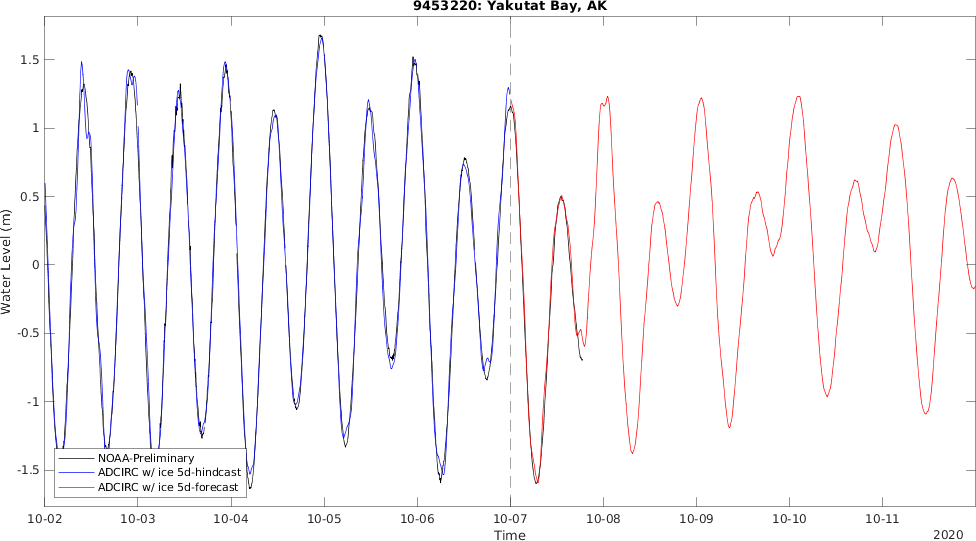 9453220: Yakutat Bay, AK
Water Level (m)
1.5
1
0.5
0
-0.5
-1
-1.5
NOAA-Preliminary
ADCIRC w/ ice 5d-hindcast
ADCIRC w/ ice 5d-forecast
10-02 10-03 10-04 10-05 10-06 10-07 10-08 10-09 10-10 10-11
Time
2020